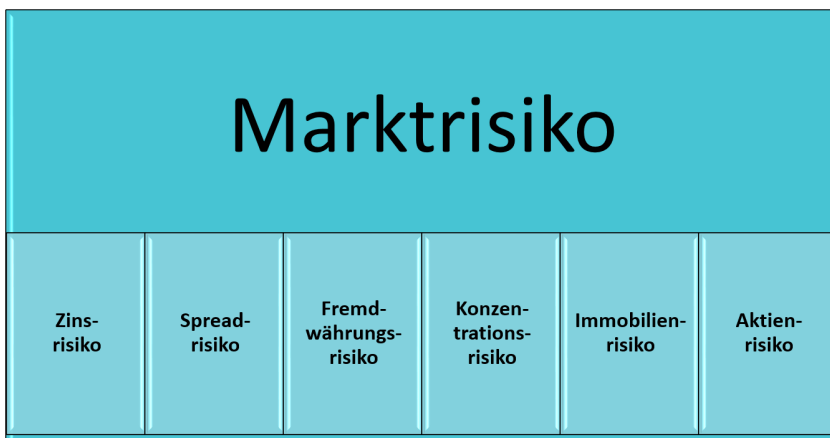 Marktrisiko
Zins-
risiko
Spread-
risiko
Fremd-
währungs-
risiko
Konzen-
trations-
risiko
Immobilien-
risiko
Aktien-
risiko